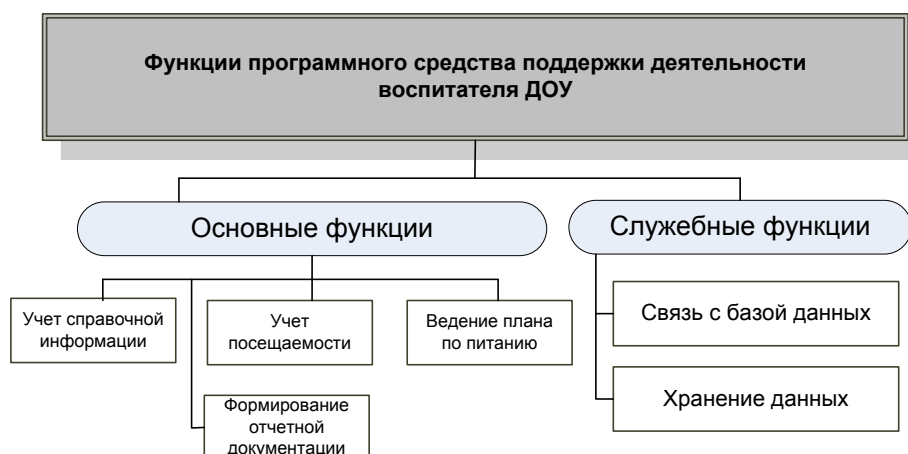 Функции программного средства поддержки деятельности
воспитателя ДОУ
Основные функции
Служебные функции
Учет справочной
информации
Учет
посещаемости
Ведение плана
по питанию
Формирование
отчетной
документации
Связь с базой данных
Хранение данных